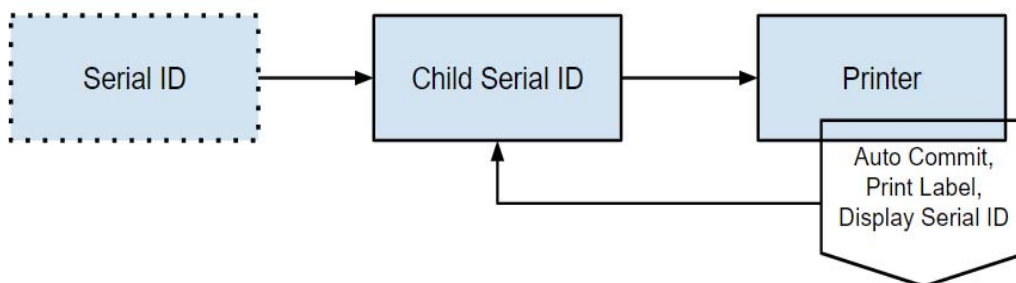 Serial ID
Child Serial ID
Printer
Auto Commit,
Print Label,
Display Serial ID